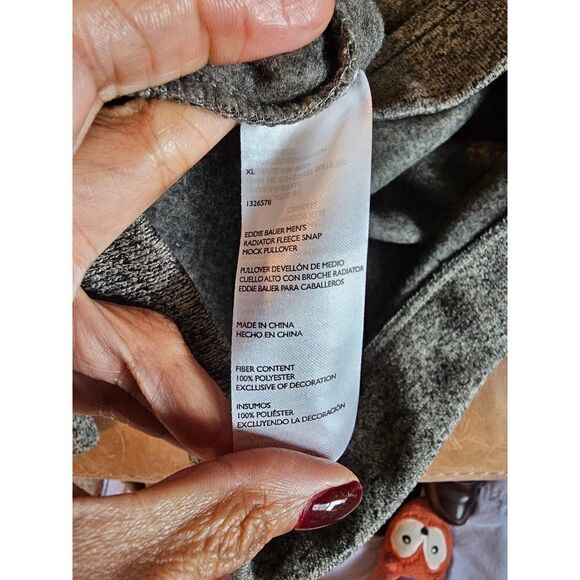 XL
1326578
EDDIE BAUER MEN'S
RADIATOR FLEECE SNAP
MOCK PULLOVER
PULLOVER DE VELLÓN DE MEDIO
CUELLO ALTO CON BROCHE RADIATOR
EDDIE BAUER PARA CABALLEROS
MADE IN CHINA
HECHO EN CHINA
FIBER CONTENT
100% POLYESTER
EXCLUSIVE OF DECORATION
INSUMOS
100% POLIÉSTER
EXCLUYENDO LA DECORACIÓN